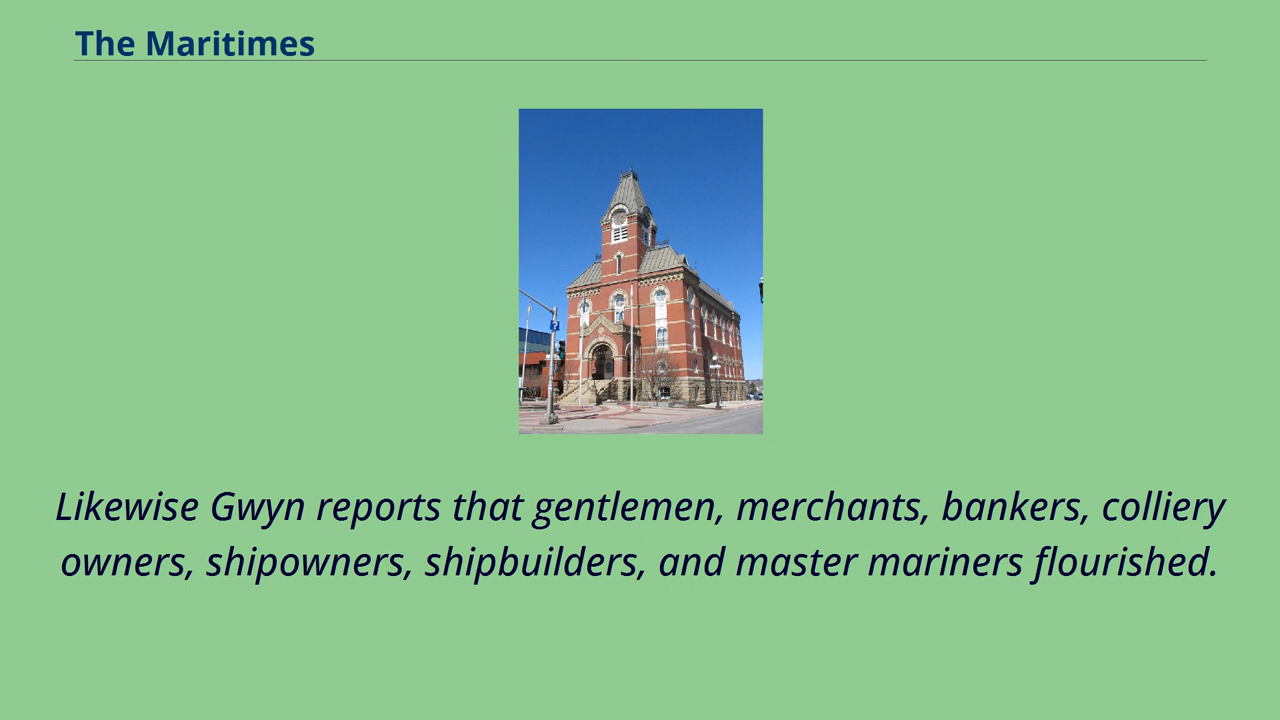 The Maritimes
Likewise Gwyn reports that gentlemen, merchants, bankers, colliery
owners, shipowners, shipbuilders, and master mariners flourished.